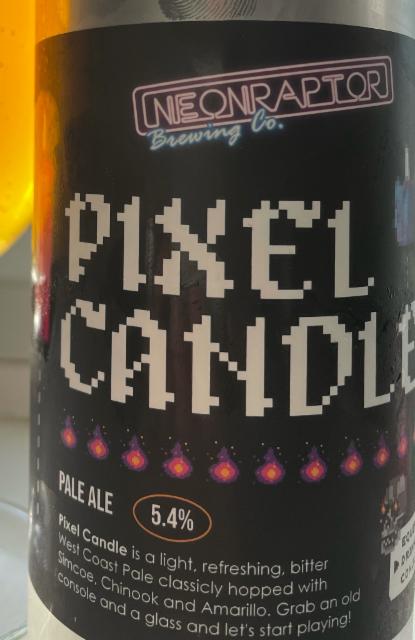 NEONRAPTOR
Brewing Co.
PIXEL
CANDLE
PALE ALE
5.4%
Pixel Candle is a light, refreshing, bitter
West Coast Pale classicly hopped with
Simcoe, Chinook and Amarillo. Grab an old
console and a glass and let's start playing!